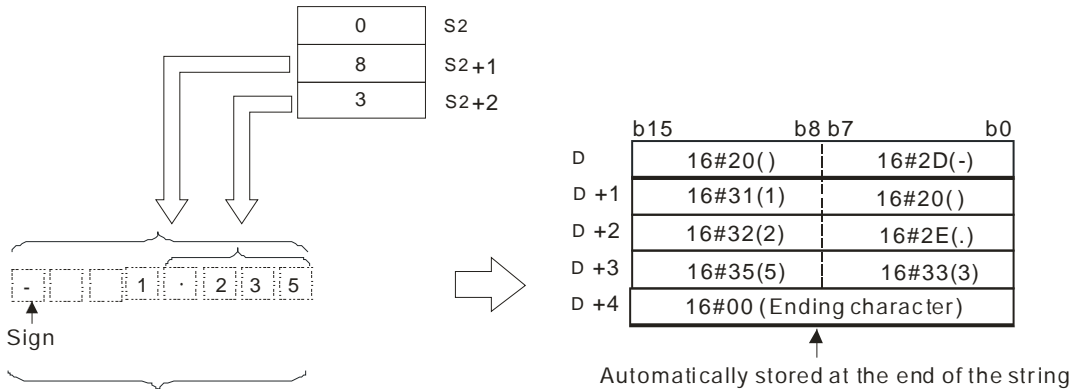 0 S2
8 S2+1
3 S2+2
b15 b8 b7 b0
D 16#20( ) 16#2D(-)
D +1 16#31(1) 16#20( )
D +2 16#32(2) 16#2E(.)
D +3 16#35(5) 16#33(3)
D +4 16#00 (Ending character)
- 1 . 2 3 5
Sign
Automatically stored at the end of the string